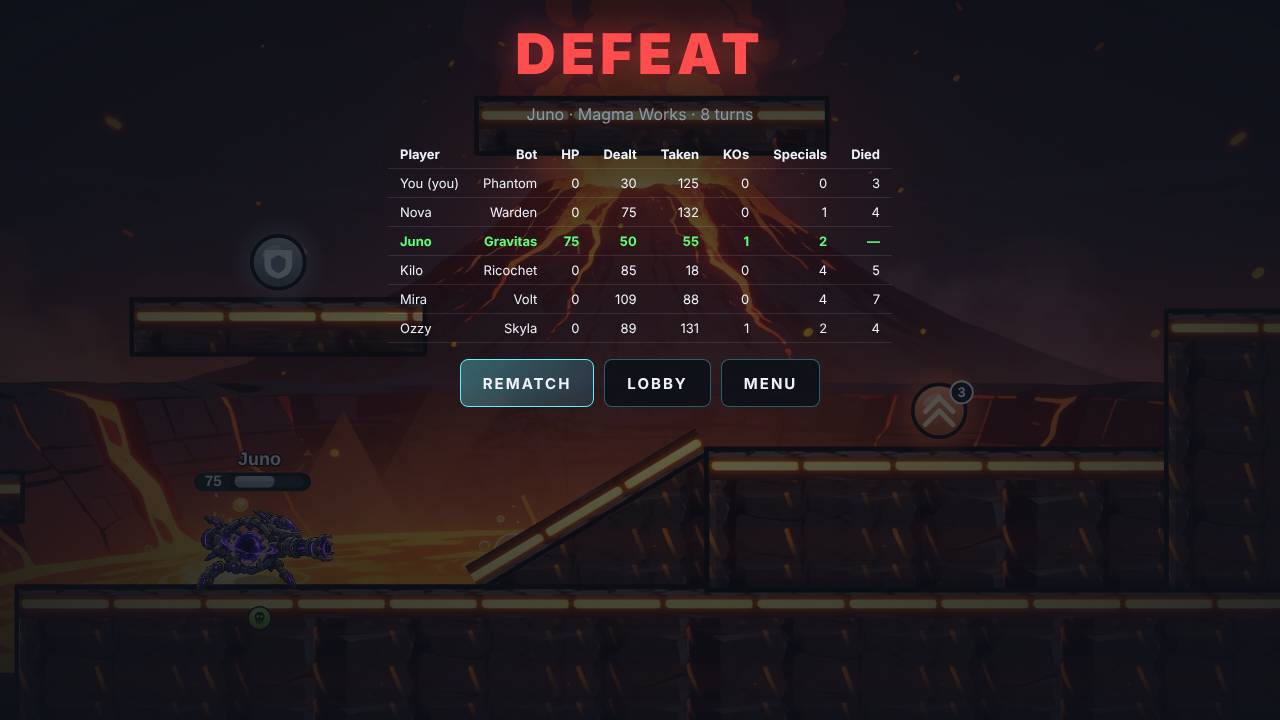 DEFEAT
Juno · Magma Works · 8 turns
Player Bot HP Dealt Taken KOs Specials Died
You (you) Phantom 0 30 125 0 0 3
Nova Warden 0 75 132 0 1 4
Juno Gravitas 75 50 55 1 2 —
Kilo Ricochet 0 85 18 0 4 5
Mira Volt 0 109 88 0 4 7
Ozzy Skyla 0 89 131 1 2 4
REMATCH LOBBY MENU
3
Juno
75